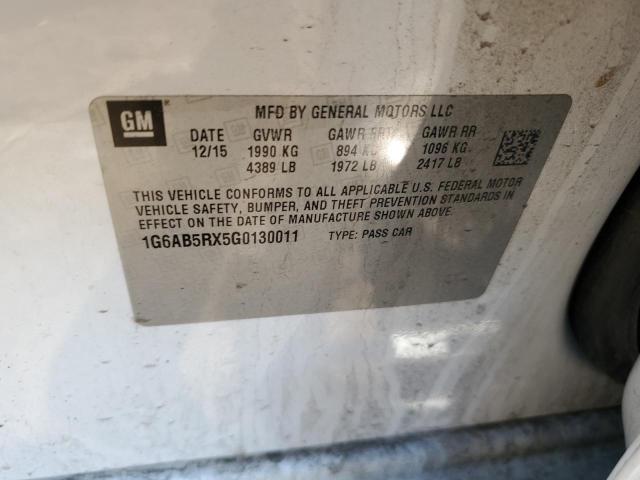 GM
MFD BY GENERAL MOTORS LLC
DATE GVWR GAWR FRT GAWR RR
12/15 1990 KG 894 KG 1096 KG
4389 LB 1972 LB 2417 LB
THIS VEHICLE CONFORMS TO ALL APPLICABLE U.S. FEDERAL MOTOR
VEHICLE SAFETY, BUMPER, AND THEFT PREVENTION STANDARDS IN
EFFECT ON THE DATE OF MANUFACTURE SHOWN ABOVE.
1G6AB5RX5G0130011 TYPE: PASS CAR